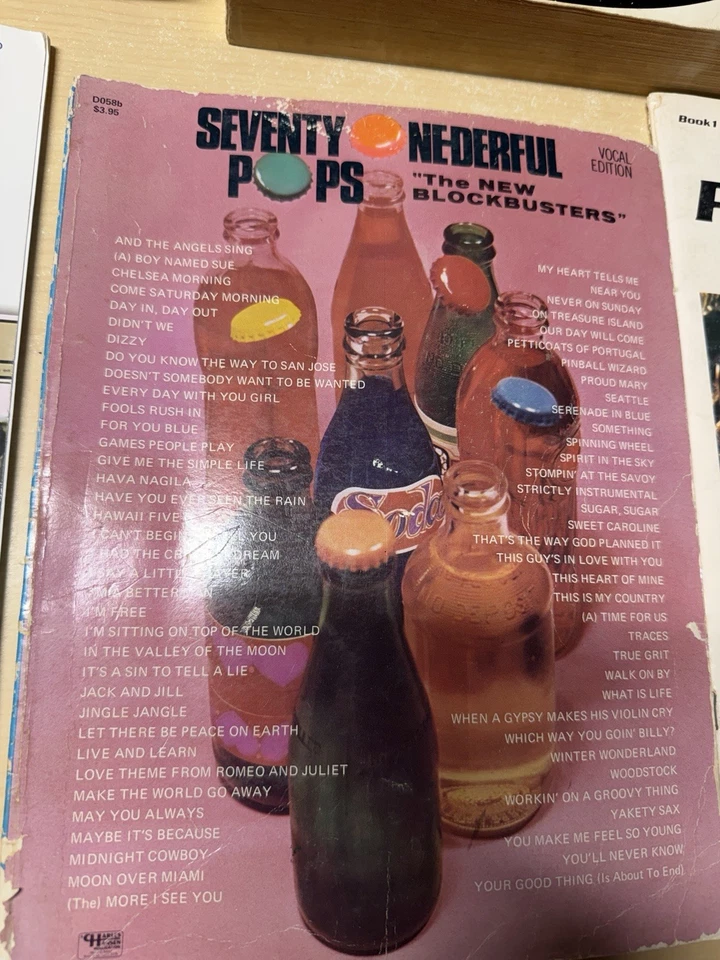 D058b
$3.95
SEVENTY NEDERFUL
P PS
"The NEW
BLOCKBUSTERS"
VOCAL
EDITION
AND THE ANGELS SING
(A) BOY NAMED SUE
CHELSEA MORNING
COME SATURDAY MORNING
DAY IN, DAY OUT
DIDN'T WE
DIZZY
DO YOU KNOW THE WAY TO SAN JOSE
DOESN'T SOMEBODY WANT TO BE WANTED
EVERY DAY WITH YOU GIRL
FOOLS RUSH IN
FOR YOU BLUE
GAMES PEOPLE PLAY
GIVE ME THE SIMPLE LIFE
HAVA NAGILA
HAVE YOU EVER SEEN THE RAIN
HAWAII FIVE
I CAN'T BEGIN YOU
HAD THE DREAM
A
BETTER
I'M FREE
I'M SITTING ON TOP OF THE WORLD
IN THE VALLEY OF THE MOON
IT'S A SIN TO TELL A LIE
JACK AND JILL
JINGLE JANGLE
LET THERE BE PEACE ON EARTH
LIVE AND LEARN
LOVE THEME FROM ROMEO AND JULIET
MAKE THE WORLD GO AWAY
MAY YOU ALWAYS
MAYBE IT'S BECAUSE
MIDNIGHT COWBOY
MOON OVER MIAMI
(The) MORE I SEE YOU
MY HEART TELLS ME
NEAR YOU
NEVER ON SUNDAY
ON TREASURE ISLAND
OUR DAY WILL COME
PETTICOATS OF PORTUGAL
PINBALL WIZARD
PROUD MARY
SEATTLE
SERENADE IN BLUE
SOMETHING
SPINNING WHEEL
SPIRIT IN THE SKY
STOMPIN' AT THE SAVOY
STRICTLY INSTRUMENTAL
SUGAR, SUGAR
SWEET CAROLINE
THAT'S THE WAY GOD PLANNED IT
THIS GUY'S IN LOVE WITH YOU
THIS HEART OF MINE
THIS IS MY COUNTRY
(A) TIME FOR US
TRACES
TRUE GRIT
WALK ON BY
WHAT IS LIFE
WHEN A GYPSY MAKES HIS VIOLIN CRY
WHICH WAY YOU GOIN' BILLY?
WINTER WONDERLAND
WOODSTOCK
WORKIN' ON A GROOVY THING
YAKETY SAX
YOU MAKE ME FEEL SO YOUNG
YOU'LL NEVER KNOW
YOUR GOOD THING (Is About To End)
Soda
Book 1